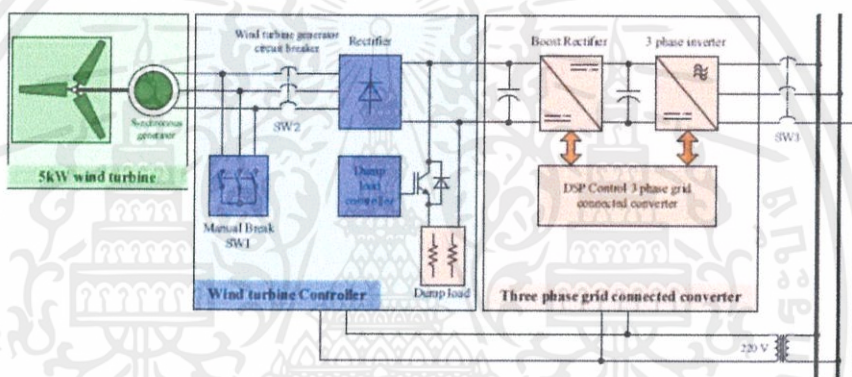 Wind turbine generator
circuit breaker
Rectifier
Boost Rectifier
3 phase inverter
Synchronous
generator
SW2
SW3
5kW wind turbine
Dump
load
controller
DSP Control 3 phase grid
connected converter
Manual Break
SW1
Wind turbine Controller
Dump load
Three phase grid connected converter
220 V